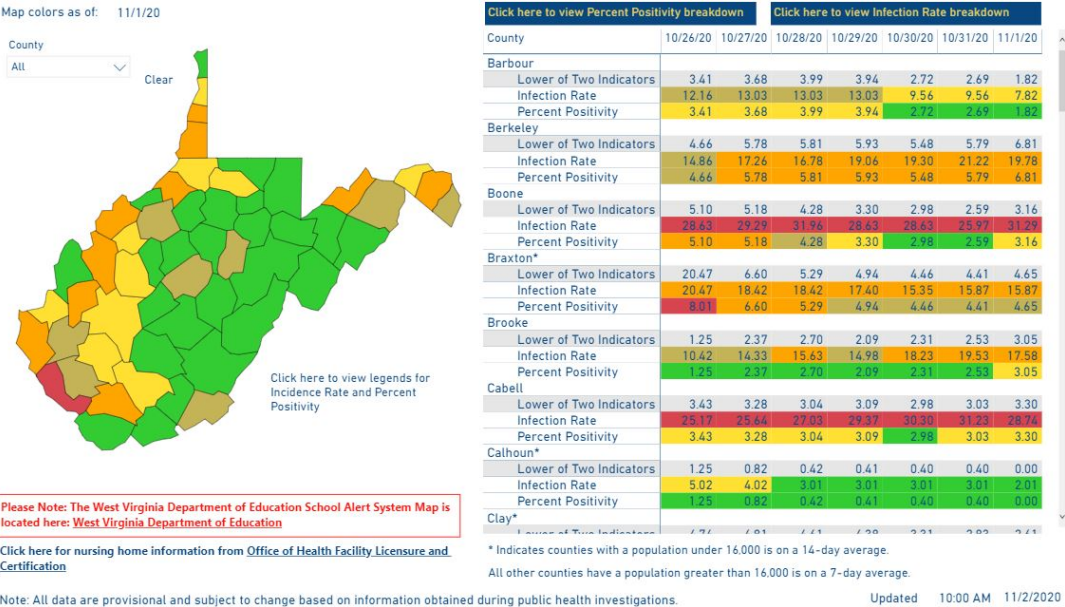 Map colors as of: 11/1/20
County
All
Clear
Click here to view legends for
Incidence Rate and Percent
Positivity
Please Note: The West Virginia Department of Education School Alert System Map is
located here: West Virginia Department of Education
Click here for nursing home information from Office of Health Facility Licensure and
Certification
Click here to view Percent Positivity breakdown
Click here to view Infection Rate breakdown
County 10/26/20 10/27/20 10/28/20 10/29/20 10/30/20 10/31/20 11/1/20
Barbour
Lower of Two Indicators 3.41 3.68 3.99 3.94 2.72 2.69 1.82
Infection Rate 12.16 13.03 13.03 13.03 9.56 9.56 7.82
Percent Positivity 3.41 3.68 3.99 3.94 2.72 2.69 1.82
Berkeley
Lower of Two Indicators 4.66 5.78 5.81 5.93 5.48 5.79 6.81
Infection Rate 14.86 17.26 16.78 19.06 19.30 21.22 19.78
Percent Positivity 4.66 5.78 5.81 5.93 5.48 5.79 6.81
Boone
Lower of Two Indicators 5.10 5.18 4.28 3.30 2.98 2.59 3.16
Infection Rate 28.63 29.29 31.96 28.63 28.63 25.97 31.29
Percent Positivity 5.10 5.18 4.28 3.30 2.98 2.59 3.16
Braxton*
Lower of Two Indicators 20.47 6.60 5.29 4.94 4.46 4.41 4.65
Infection Rate 20.47 18.42 18.42 17.40 15.35 15.87 15.87
Percent Positivity 8.01 6.60 5.29 4.94 4.46 4.41 4.65
Brooke
Lower of Two Indicators 1.25 2.37 2.70 2.09 2.31 2.53 3.05
Infection Rate 10.42 14.33 15.63 14.98 18.23 19.53 17.58
Percent Positivity 1.25 2.37 2.70 2.09 2.31 2.53 3.05
Cabell
Lower of Two Indicators 3.43 3.28 3.04 3.09 2.98 3.03 3.30
Infection Rate 25.17 25.64 27.03 29.37 30.30 31.23 28.74
Percent Positivity 3.43 3.28 3.04 3.09 2.98 3.03 3.30
Calhoun*
Lower of Two Indicators 1.25 0.82 0.42 0.41 0.40 0.40 0.00
Infection Rate 5.02 4.02 3.01 3.01 3.01 3.01 2.01
Percent Positivity 1.25 0.82 0.42 0.41 0.40 0.40 0.00
Clay*
Lower of Two Indicators
* Indicates counties with a population under 16,000 is on a 14-day average.
All other counties have a population greater than 16,000 is on a 7-day average.
Note: All data are provisional and subject to change based on information obtained during public health investigations.
Updated 10:00 AM 11/2/2020